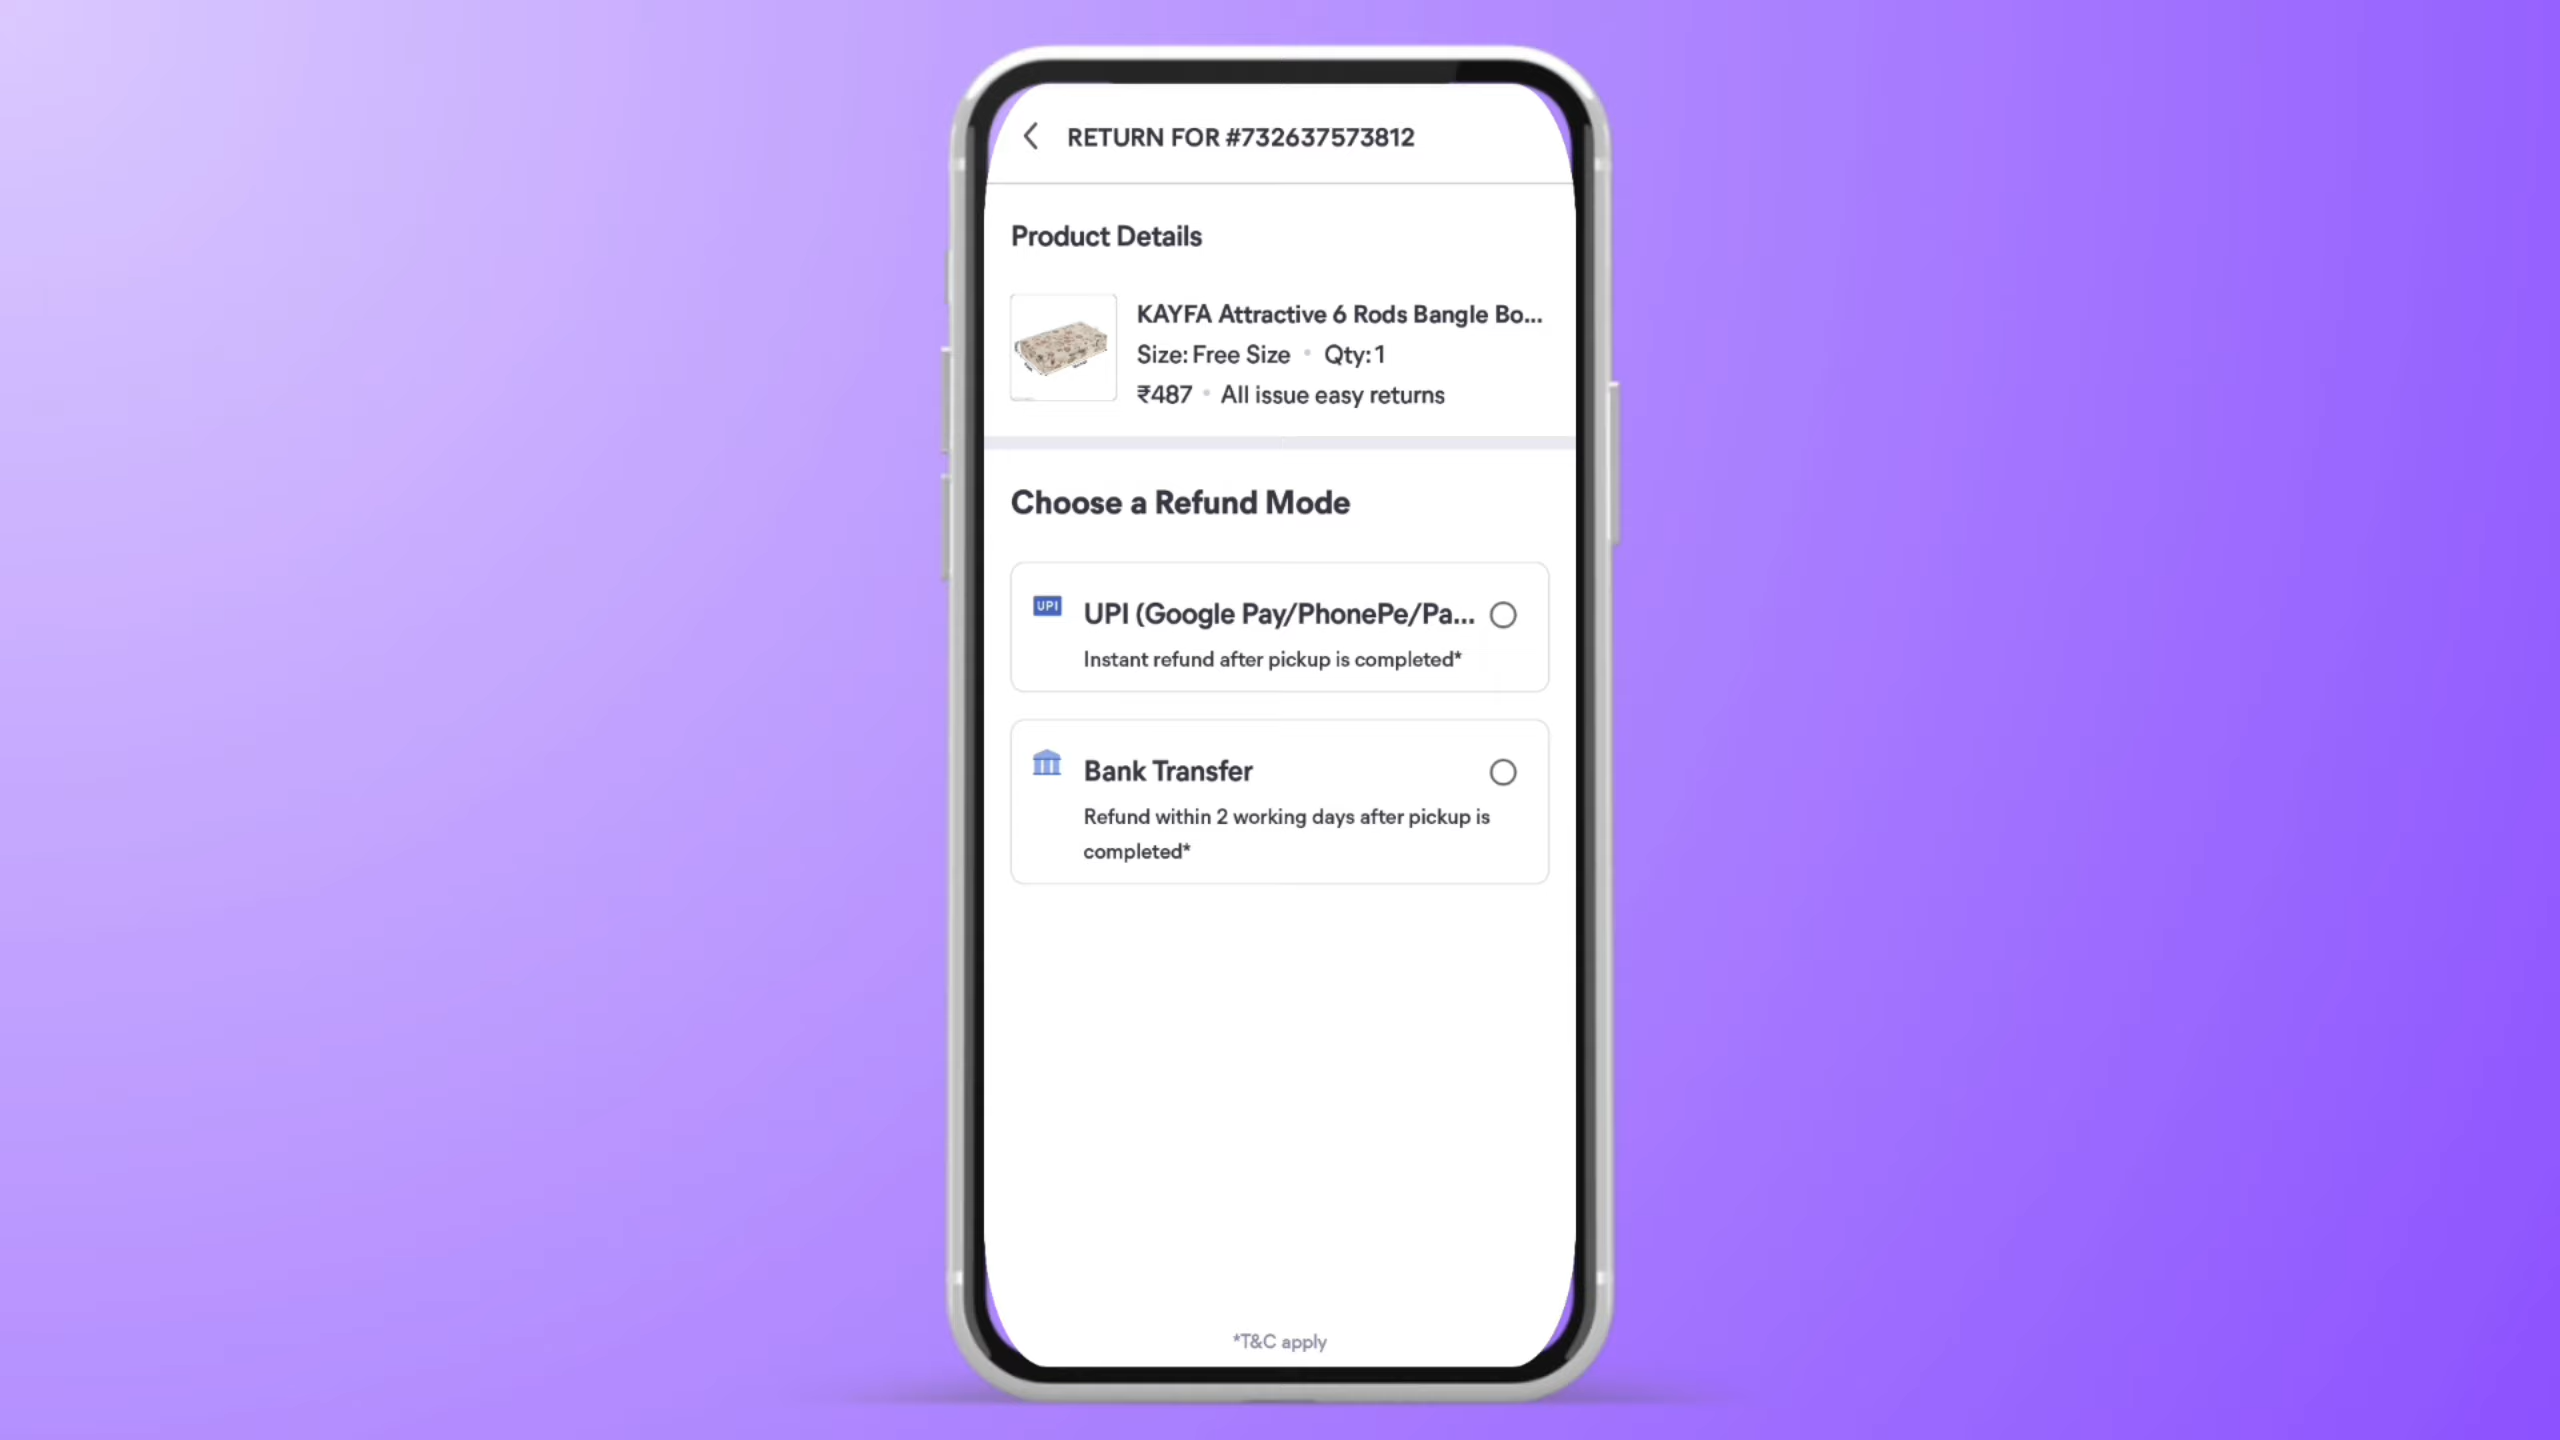 RETURN FOR #732637573812
Product Details
KAYFA Attractive 6 Rods Bangle Bo...
Size: Free Size • Qty: 1
₹487 • All issue easy returns
Choose a Refund Mode
UPI
UPI (Google Pay/PhonePe/Pa...
Instant refund after pickup is completed*
Bank Transfer
Refund within 2 working days after pickup is
completed*
*T&C apply